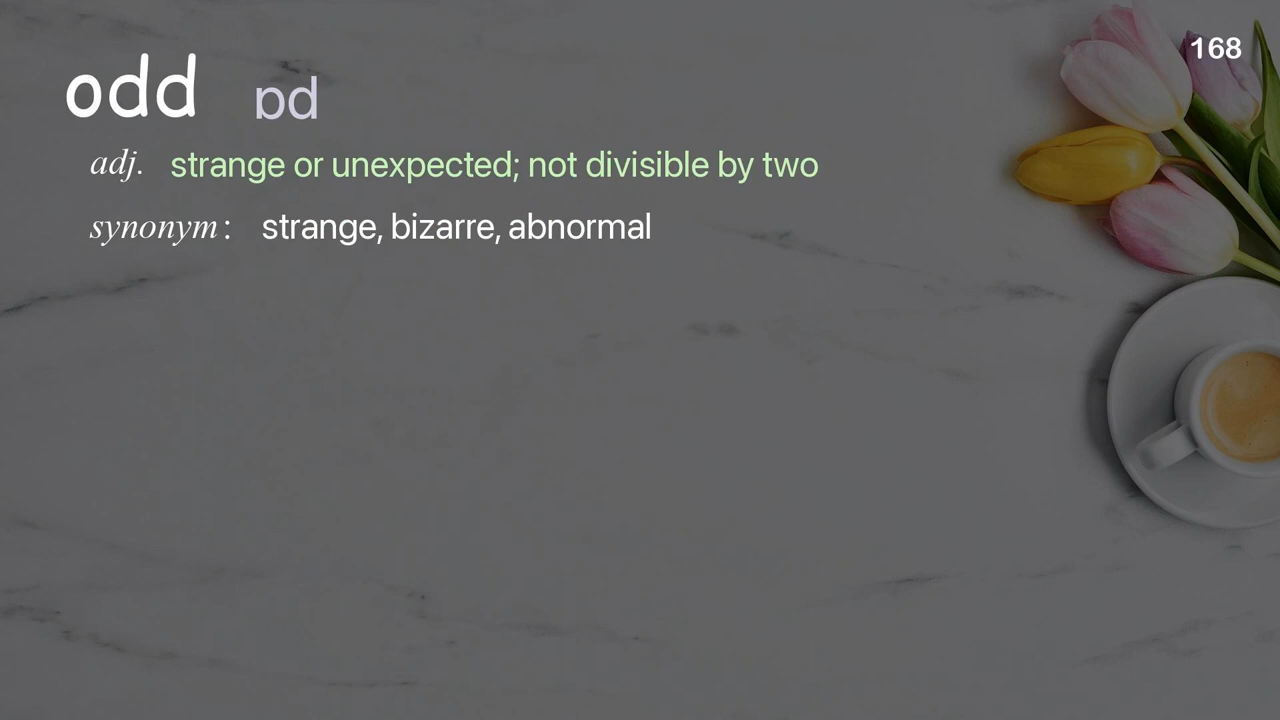 168
odd ɒd
adj. strange or unexpected; not divisible by two
synonym : strange, bizarre, abnormal